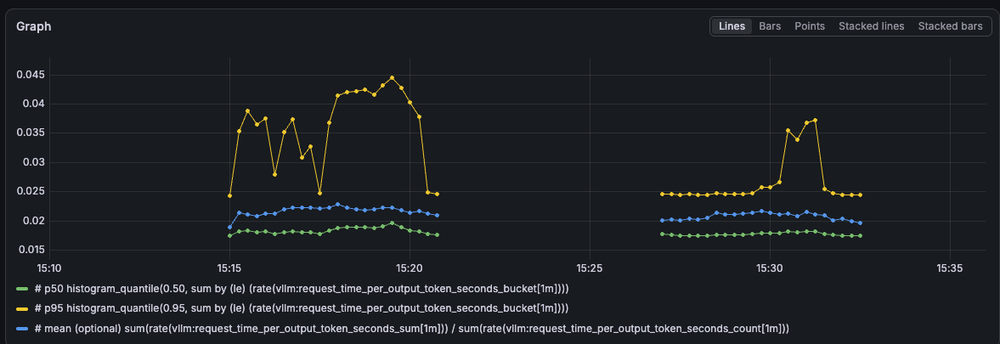 Graph
Lines Bars Points Stacked lines Stacked bars
0.045
0.04
0.035
0.03
0.025
0.02
0.015
15:10 15:15 15:20 15:25 15:30 15:35
# p50 histogram_quantile(0.50, sum by (le) (rate(vllm:request_time_per_output_token_seconds_bucket[1m])))
# p95 histogram_quantile(0.95, sum by (le) (rate(vllm:request_time_per_output_token_seconds_bucket[1m])))
# mean (optional) sum(rate(vllm:request_time_per_output_token_seconds_sum[1m])) / sum(rate(vllm:request_time_per_output_token_seconds_count[1m]))